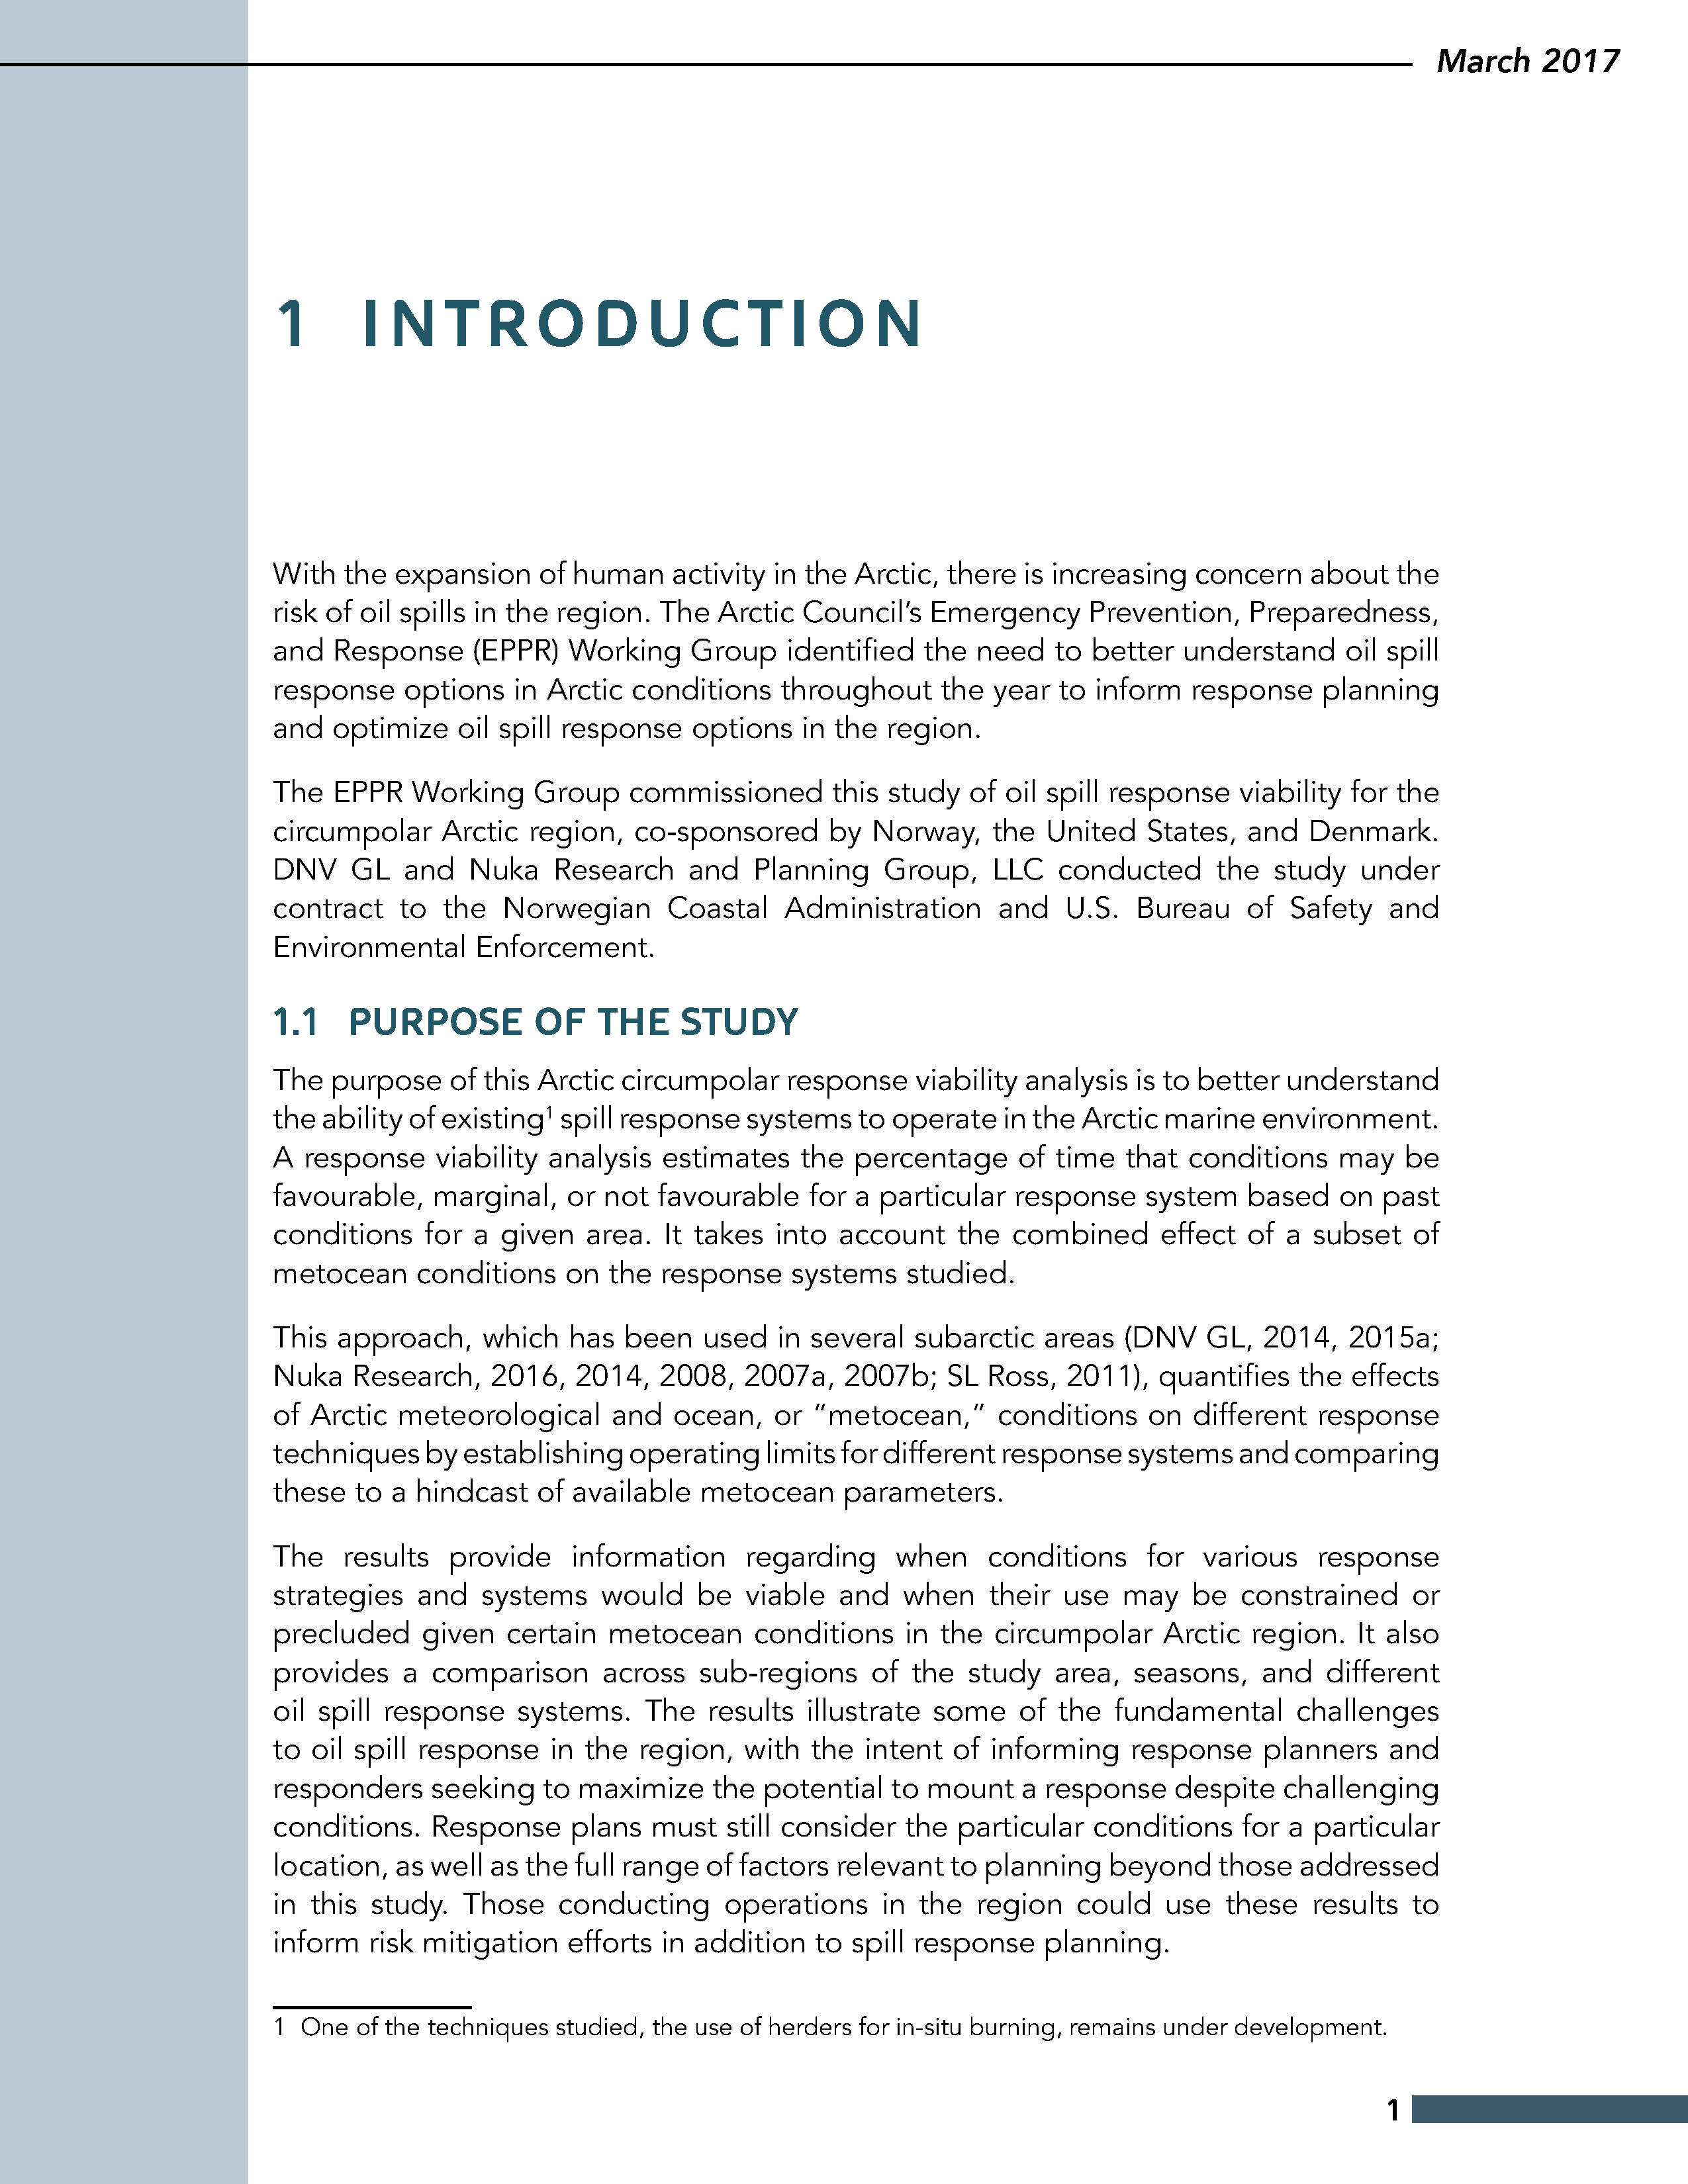 March 2017
1 INTRODUCTION
With the expansion of human activity in the Arctic, there is increasing concern about the
risk of oil spills in the region. The Arctic Council’s Emergency Prevention, Preparedness,
and Response (EPPR) Working Group identified the need to better understand oil spill
response options in Arctic conditions throughout the year to inform response planning
and optimize oil spill response options in the region.
The EPPR Working Group commissioned this study of oil spill response viability for the
circumpolar Arctic region, co-sponsored by Norway, the United States, and Denmark.
DNV GL and Nuka Research and Planning Group, LLC conducted the study under
contract to the Norwegian Coastal Administration and U.S. Bureau of Safety and
Environmental Enforcement.
1.1 PURPOSE OF THE STUDY
The purpose of this Arctic circumpolar response viability analysis is to better understand
the ability of existing¹ spill response systems to operate in the Arctic marine environment.
A response viability analysis estimates the percentage of time that conditions may be
favourable, marginal, or not favourable for a particular response system based on past
conditions for a given area. It takes into account the combined effect of a subset of
metocean conditions on the response systems studied.
This approach, which has been used in several subarctic areas (DNV GL, 2014, 2015a;
Nuka Research, 2016, 2014, 2008, 2007a, 2007b; SL Ross, 2011), quantifies the effects
of Arctic meteorological and ocean, or “metocean,” conditions on different response
techniques by establishing operating limits for different response systems and comparing
these to a hindcast of available metocean parameters.
The results provide information regarding when conditions for various response
strategies and systems would be viable and when their use may be constrained or
precluded given certain metocean conditions in the circumpolar Arctic region. It also
provides a comparison across sub-regions of the study area, seasons, and different
oil spill response systems. The results illustrate some of the fundamental challenges
to oil spill response in the region, with the intent of informing response planners and
responders seeking to maximize the potential to mount a response despite challenging
conditions. Response plans must still consider the particular conditions for a particular
location, as well as the full range of factors relevant to planning beyond those addressed
in this study. Those conducting operations in the region could use these results to
inform risk mitigation efforts in addition to spill response planning.
1 One of the techniques studied, the use of herders for in-situ burning, remains under development.
1